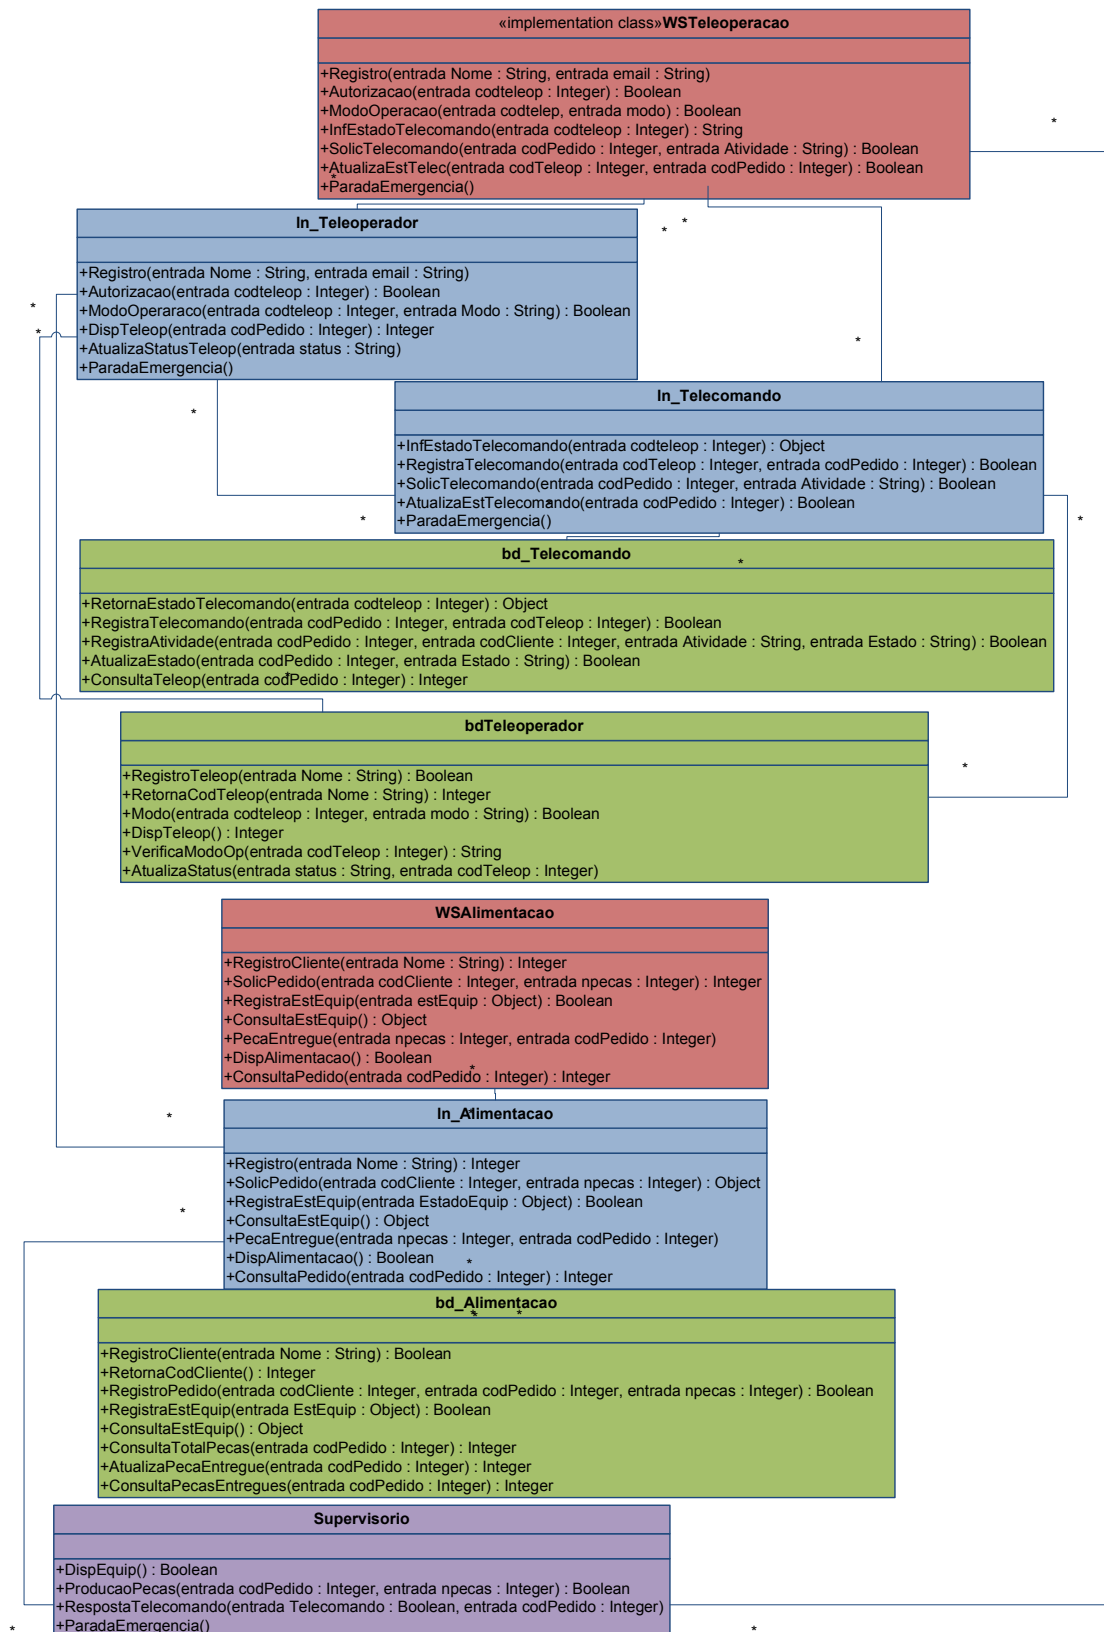 «implementation class»WSTeleoperacao
+Registro(entrada Nome : String, entrada email : String)
+Autorizacao(entrada codteleop : Integer) : Boolean
+ModoOperacao(entrada codtelep, entrada modo) : Boolean
+InfEstadoTelecomando(entrada codteleop : Integer) : String
+SolicTelecomando(entrada codPedido : Integer, entrada Atividade : String) : Boolean
+AtualizaEstTelec(entrada codTeleop : Integer, entrada codPedido : Integer) : Boolean
+ParadaEmergencia()
*
*
*
*
ln_Teleoperador
+Registro(entrada Nome : String, entrada email : String)
+Autorizacao(entrada codteleop : Integer) : Boolean
+ModoOperaraco(entrada codteleop : Integer, entrada Modo : String) : Boolean
+DispTeleop(entrada codPedido : Integer) : Integer
+AtualizaStatusTeleop(entrada status : String)
+ParadaEmergencia()
*
*
*
*
ln_Telecomando
+InfEstadoTelecomando(entrada codteleop : Integer) : Object
+RegistraTelecomando(entrada codTeleop : Integer, entrada codPedido : Integer) : Boolean
+SolicTelecomando(entrada codPedido : Integer, entrada Atividade : String) : Boolean
+AtualizaEstTelecomando(entrada codPedido : Integer) : Boolean
+ParadaEmergencia()
*
*
*
bd_Telecomando
*
+RetornaEstadoTelecomando(entrada codteleop : Integer) : Object
+RegistraTelecomando(entrada codPedido : Integer, entrada codTeleop : Integer) : Boolean
+RegistraAtividade(entrada codPedido : Integer, entrada codCliente : Integer, entrada Atividade : String, entrada Estado : String) : Boolean
+AtualizaEstado(entrada codPedido : Integer, entrada Estado : String) : Boolean
+ConsultaTeleop(entrada codPedido : Integer) : Integer
*
bdTeleoperador
+RegistroTeleop(entrada Nome : String) : Boolean
+RetornaCodTeleop(entrada Nome : String) : Integer
+Modo(entrada codteleop : Integer, entrada modo : String) : Boolean
+DispTeleop() : Integer
+VerificaModoOp(entrada codTeleop : Integer) : String
+AtualizaStatus(entrada status : String, entrada codTeleop : Integer)
*
WSAlimentacao
+RegistroCliente(entrada Nome : String) : Integer
+SolicPedido(entrada codCliente : Integer, entrada npecas : Integer) : Integer
+RegistraEstEquip(entrada estEquip : Object) : Boolean
+ConsultaEstEquip() : Object
+PecaEntregue(entrada npecas : Integer, entrada codPedido : Integer)
+DispAlimentacao() : Boolean
+ConsultaPedido(entrada codPedido : Integer) : Integer
*
*
ln_Alimentacao
*
+Registro(entrada Nome : String) : Integer
+SolicPedido(entrada codCliente : Integer, entrada npecas : Integer) : Object
+RegistraEstEquip(entrada EstadoEquip : Object) : Boolean
+ConsultaEstEquip() : Object
+PecaEntregue(entrada npecas : Integer, entrada codPedido : Integer)
+DispAlimentacao() : Boolean
+ConsultaPedido(entrada codPedido : Integer) : Integer
*
*
bd_Alimentacao
*
*
*
+RegistroCliente(entrada Nome : String) : Boolean
+RetornaCodCliente() : Integer
+RegistroPedido(entrada codCliente : Integer, entrada codPedido : Integer, entrada npecas : Integer) : Boolean
+RegistraEstEquip(entrada EstEquip : Object) : Boolean
+ConsultaEstEquip() : Object
+ConsultaTotalPecas(entrada codPedido : Integer) : Integer
+AtualizaPecaEntregue(entrada codPedido : Integer) : Integer
+ConsultaPecasEntregues(entrada codPedido : Integer) : Integer
Supervisorio
+DispEquip() : Boolean
+ProducaoPecas(entrada codPedido : Integer, entrada npecas : Integer) : Boolean
+RespostaTelecomando(entrada Telecomando : Boolean, entrada codPedido : Integer)
+ParadaEmergencia()
*
*